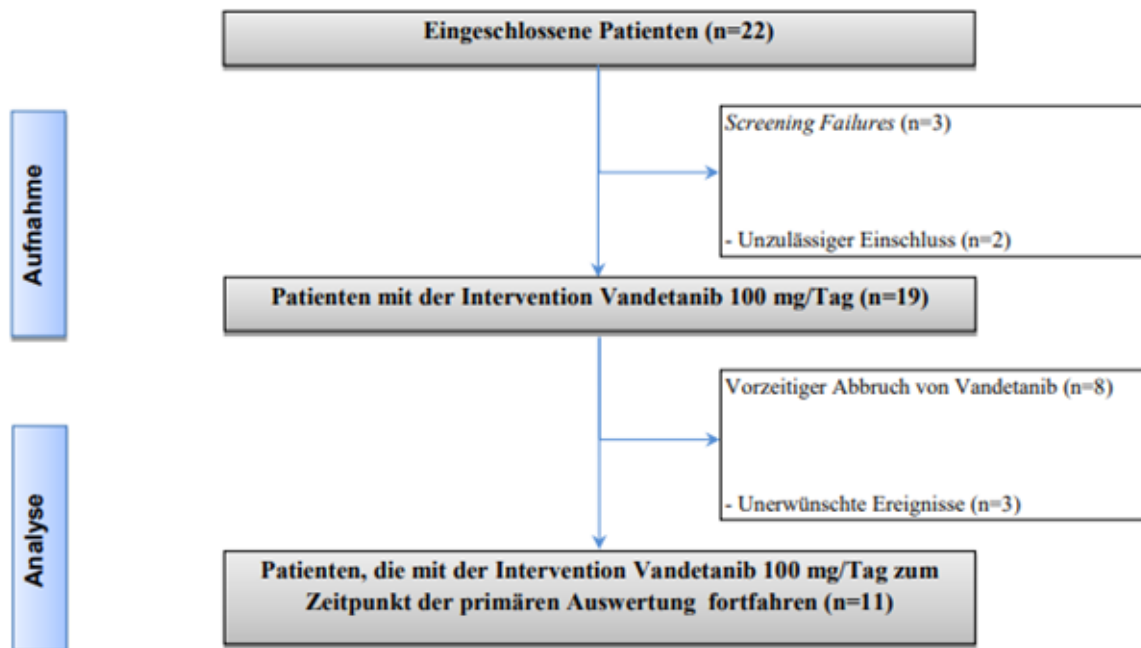 Eingeschlossene Patienten (n=22)
Aufnahme
Screening Failures (n=3)
- Unzulässiger Einschluss (n=2)
Patienten mit der Intervention Vandetanib 100 mg/Tag (n=19)
Vorzeitiger Abbruch von Vandetanib (n=8)
- Unerwünschte Ereignisse (n=3)
Analyse
Patienten, die mit der Intervention Vandetanib 100 mg/Tag zum
Zeitpunkt der primären Auswertung fortfahren (n=11)